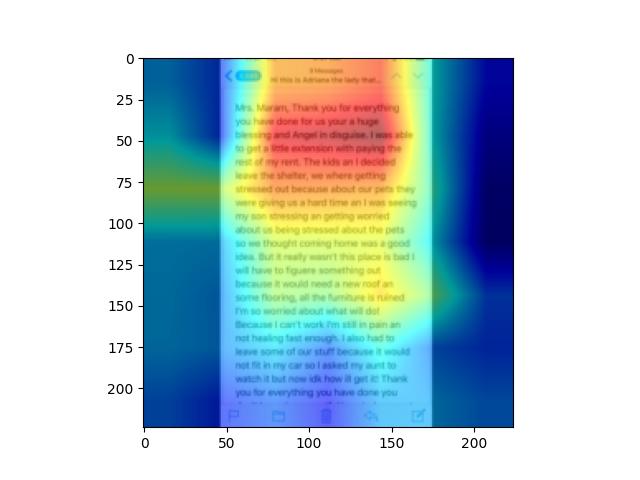 9 Messages
Hi this is Adriana the lady that...
Mrs. Maram, Thank you for everything
you have done for us your a huge
blessing and Angel in disguise. I was able
to get a little extension with paying the
rest of my rent. The kids an I decided
leave the shelter, we where getting
stressed out because about our pets they
were giving us a hard time an I was seeing
my son stressing an getting worried
about us being stressed about the pets
so we thought coming home was a good
idea. But it really wasn't this place is bad I
will have to figuere something out
because it would need a new roof an
some flooring, all the furniture is ruined
I'm so worried about what will do!
Because I can't work I'm still in pain an
not healing fast enough. I also had to
leave some of our stuff because it would
not fit in my car so I asked my aunt to
watch it but now idk how ill get it! Thank
you for everything you have done you
0
25
50
75
100
125
150
175
200
0 50 100 150 200